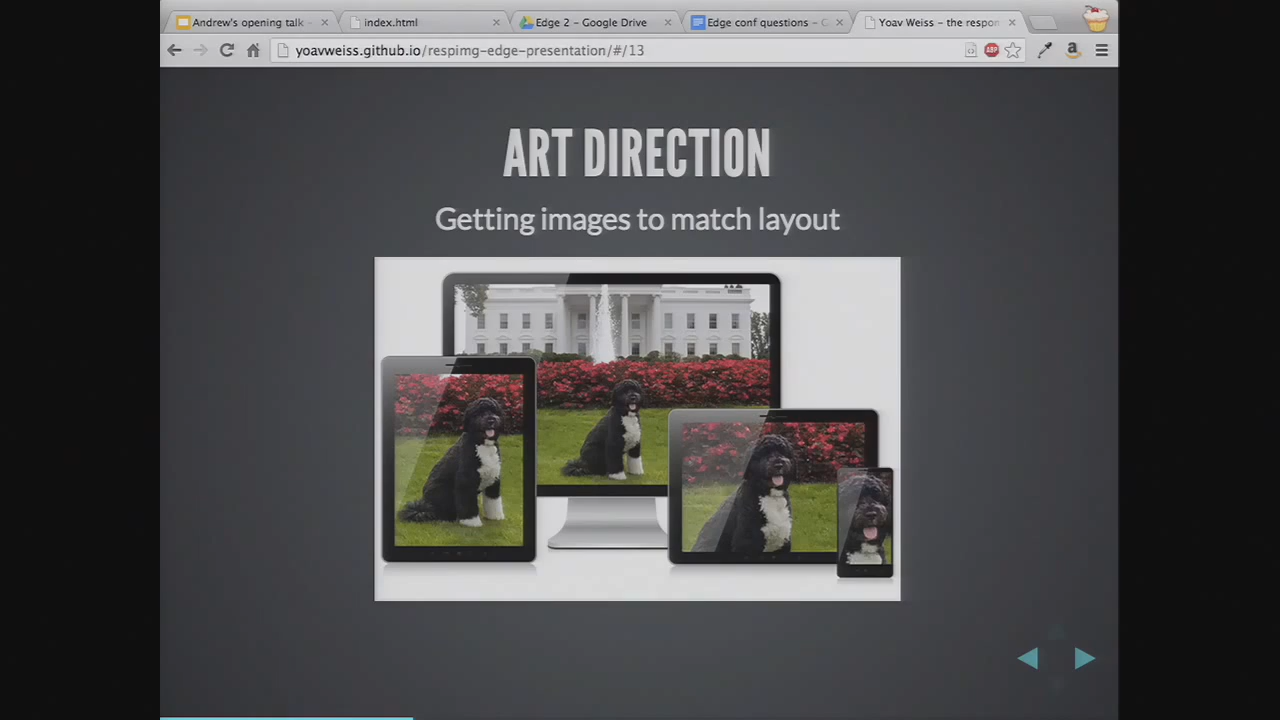 Andrew's opening talk -
index.html
Edge 2 - Google Drive
Edge conf questions - G
Yoav Weiss - the respon
yoavweiss.github.io/respimg-edge-presentation/#/13
ABP
a
ART DIRECTION
Getting images to match layout